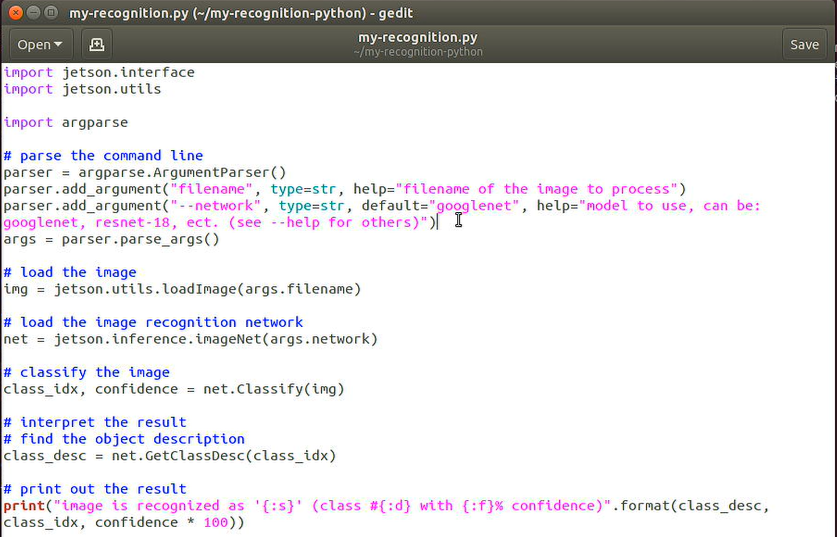 my-recognition.py (~/my-recognition-python) - gedit
Open
my-recognition.py
~/my-recognition-python
Save
import jetson.interface
import jetson.utils
import argparse
# parse the command line
parser = argparse.ArgumentParser()
parser.add_argument("filename", type=str, help="filename of the image to process")
parser.add_argument("--network", type=str, default="googlenet", help="model to use, can be:
googlenet, resnet-18, ect. (see --help for others)")
args = parser.parse_args()
# load the image
img = jetson.utils.loadImage(args.filename)
# load the image recognition network
net = jetson.inference.imageNet(args.network)
# classify the image
class_idx, confidence = net.Classify(img)
# interpret the result
# find the object description
class_desc = net.GetClassDesc(class_idx)
# print out the result
print("image is recognized as '{:s}' (class #{:d} with {:f}% confidence)".format(class_desc,
class_idx, confidence * 100))